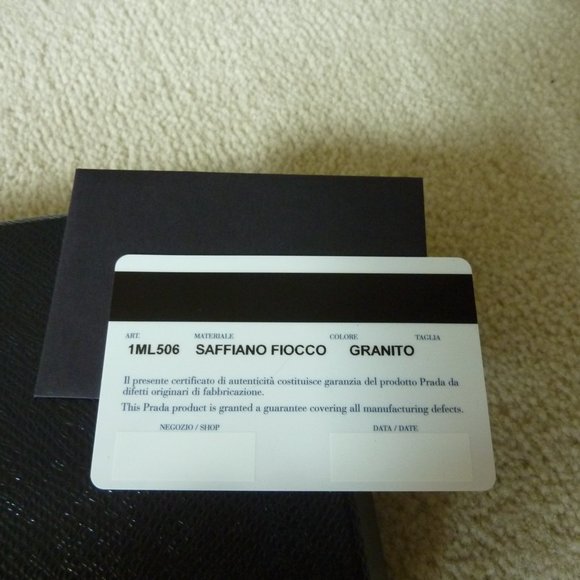 ART. MATERIALE COLORE TAGLIA
1ML506 SAFFIANO FIOCCO GRANITO
Il presente certificato di autenticità costituisce garanzia del prodotto Prada da
difetti originari di fabbricazione.
This Prada product is granted a guarantee covering all manufacturing defects.
NEGOZIO / SHOP DATA / DATE